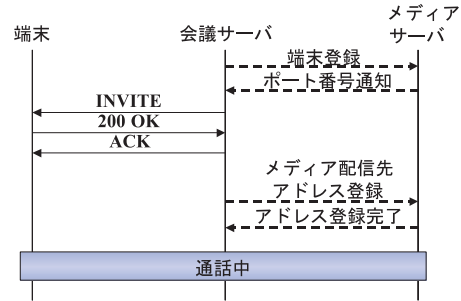 端末
会議サーバ
メディア
サーバ
端末登録
ポート番号通知
INVITE
200 OK
ACK
メディア配信先
アドレス登録
アドレス登録完了
通話中